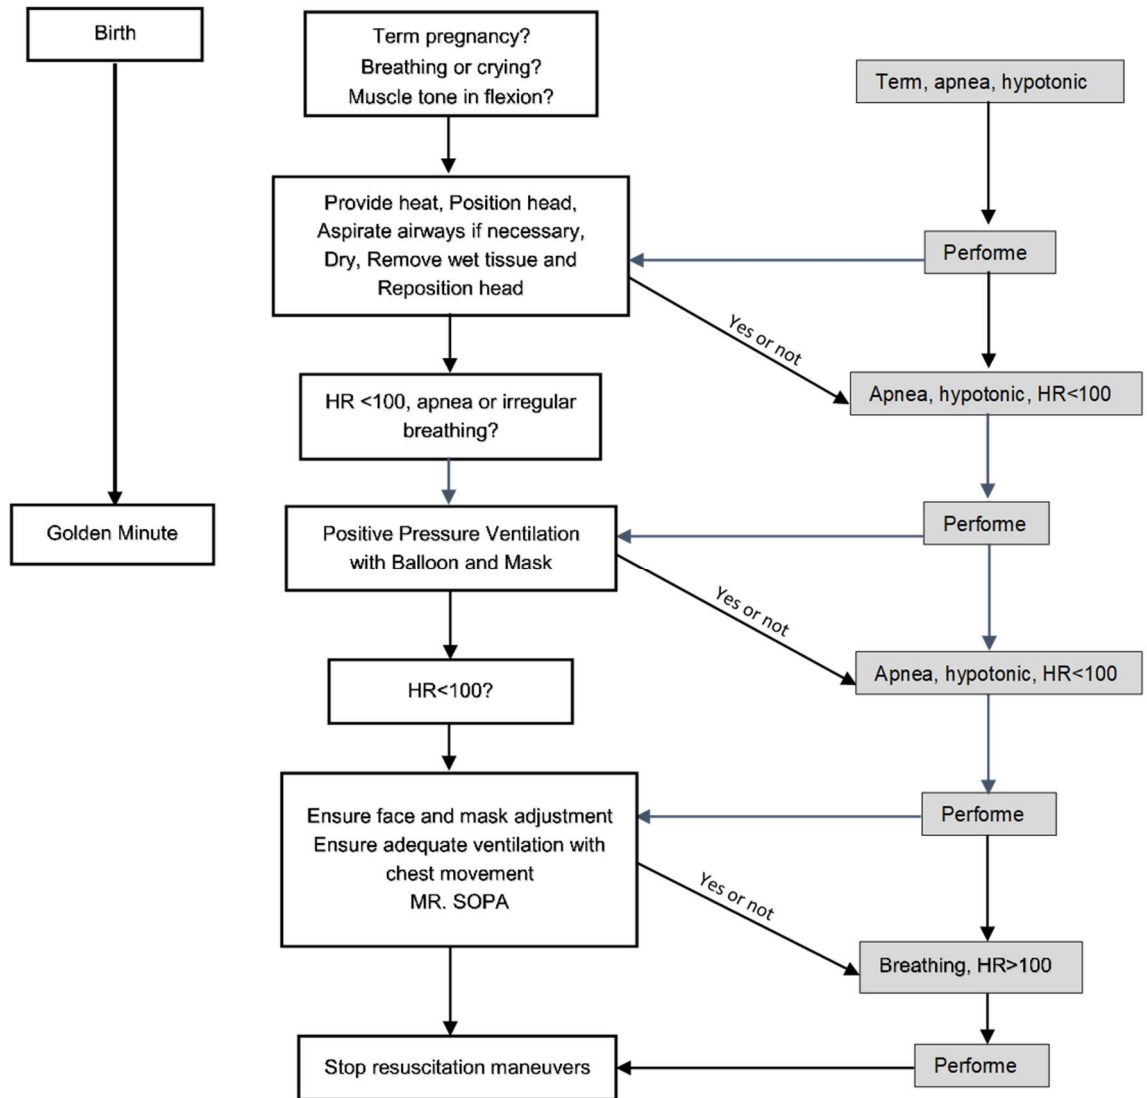 Birth
Golden Minute
Term pregnancy?
Breathing or crying?
Muscle tone in flexion?
Provide heat, Position head,
Aspirate airways if necessary,
Dry, Remove wet tissue and
Reposition head
HR <100, apnea or irregular
breathing?
Positive Pressure Ventilation
with Balloon and Mask
HR<100?
Ensure face and mask adjustment
Ensure adequate ventilation with
chest movement
MR. SOPA
Stop resuscitation maneuvers
Yes or not
Yes or not
Yes or not
Term, apnea, hypotonic
Performe
Apnea, hypotonic, HR<100
Performe
Apnea, hypotonic, HR<100
Performe
Breathing, HR>100
Performe